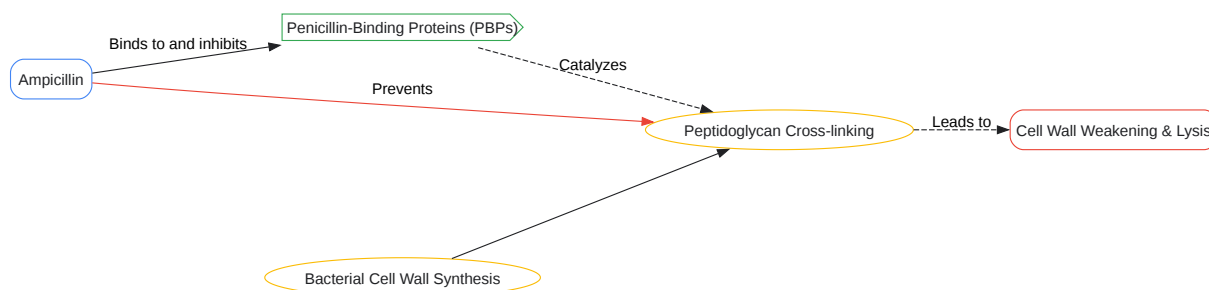 Penicillin-Binding Proteins (PBPs)
Binds to and inhibits
Catalyzes
Ampicillin
Prevents
Leads to
Peptidoglycan Cross-linking
Cell Wall Weakening & Lysis
Bacterial Cell Wall Synthesis